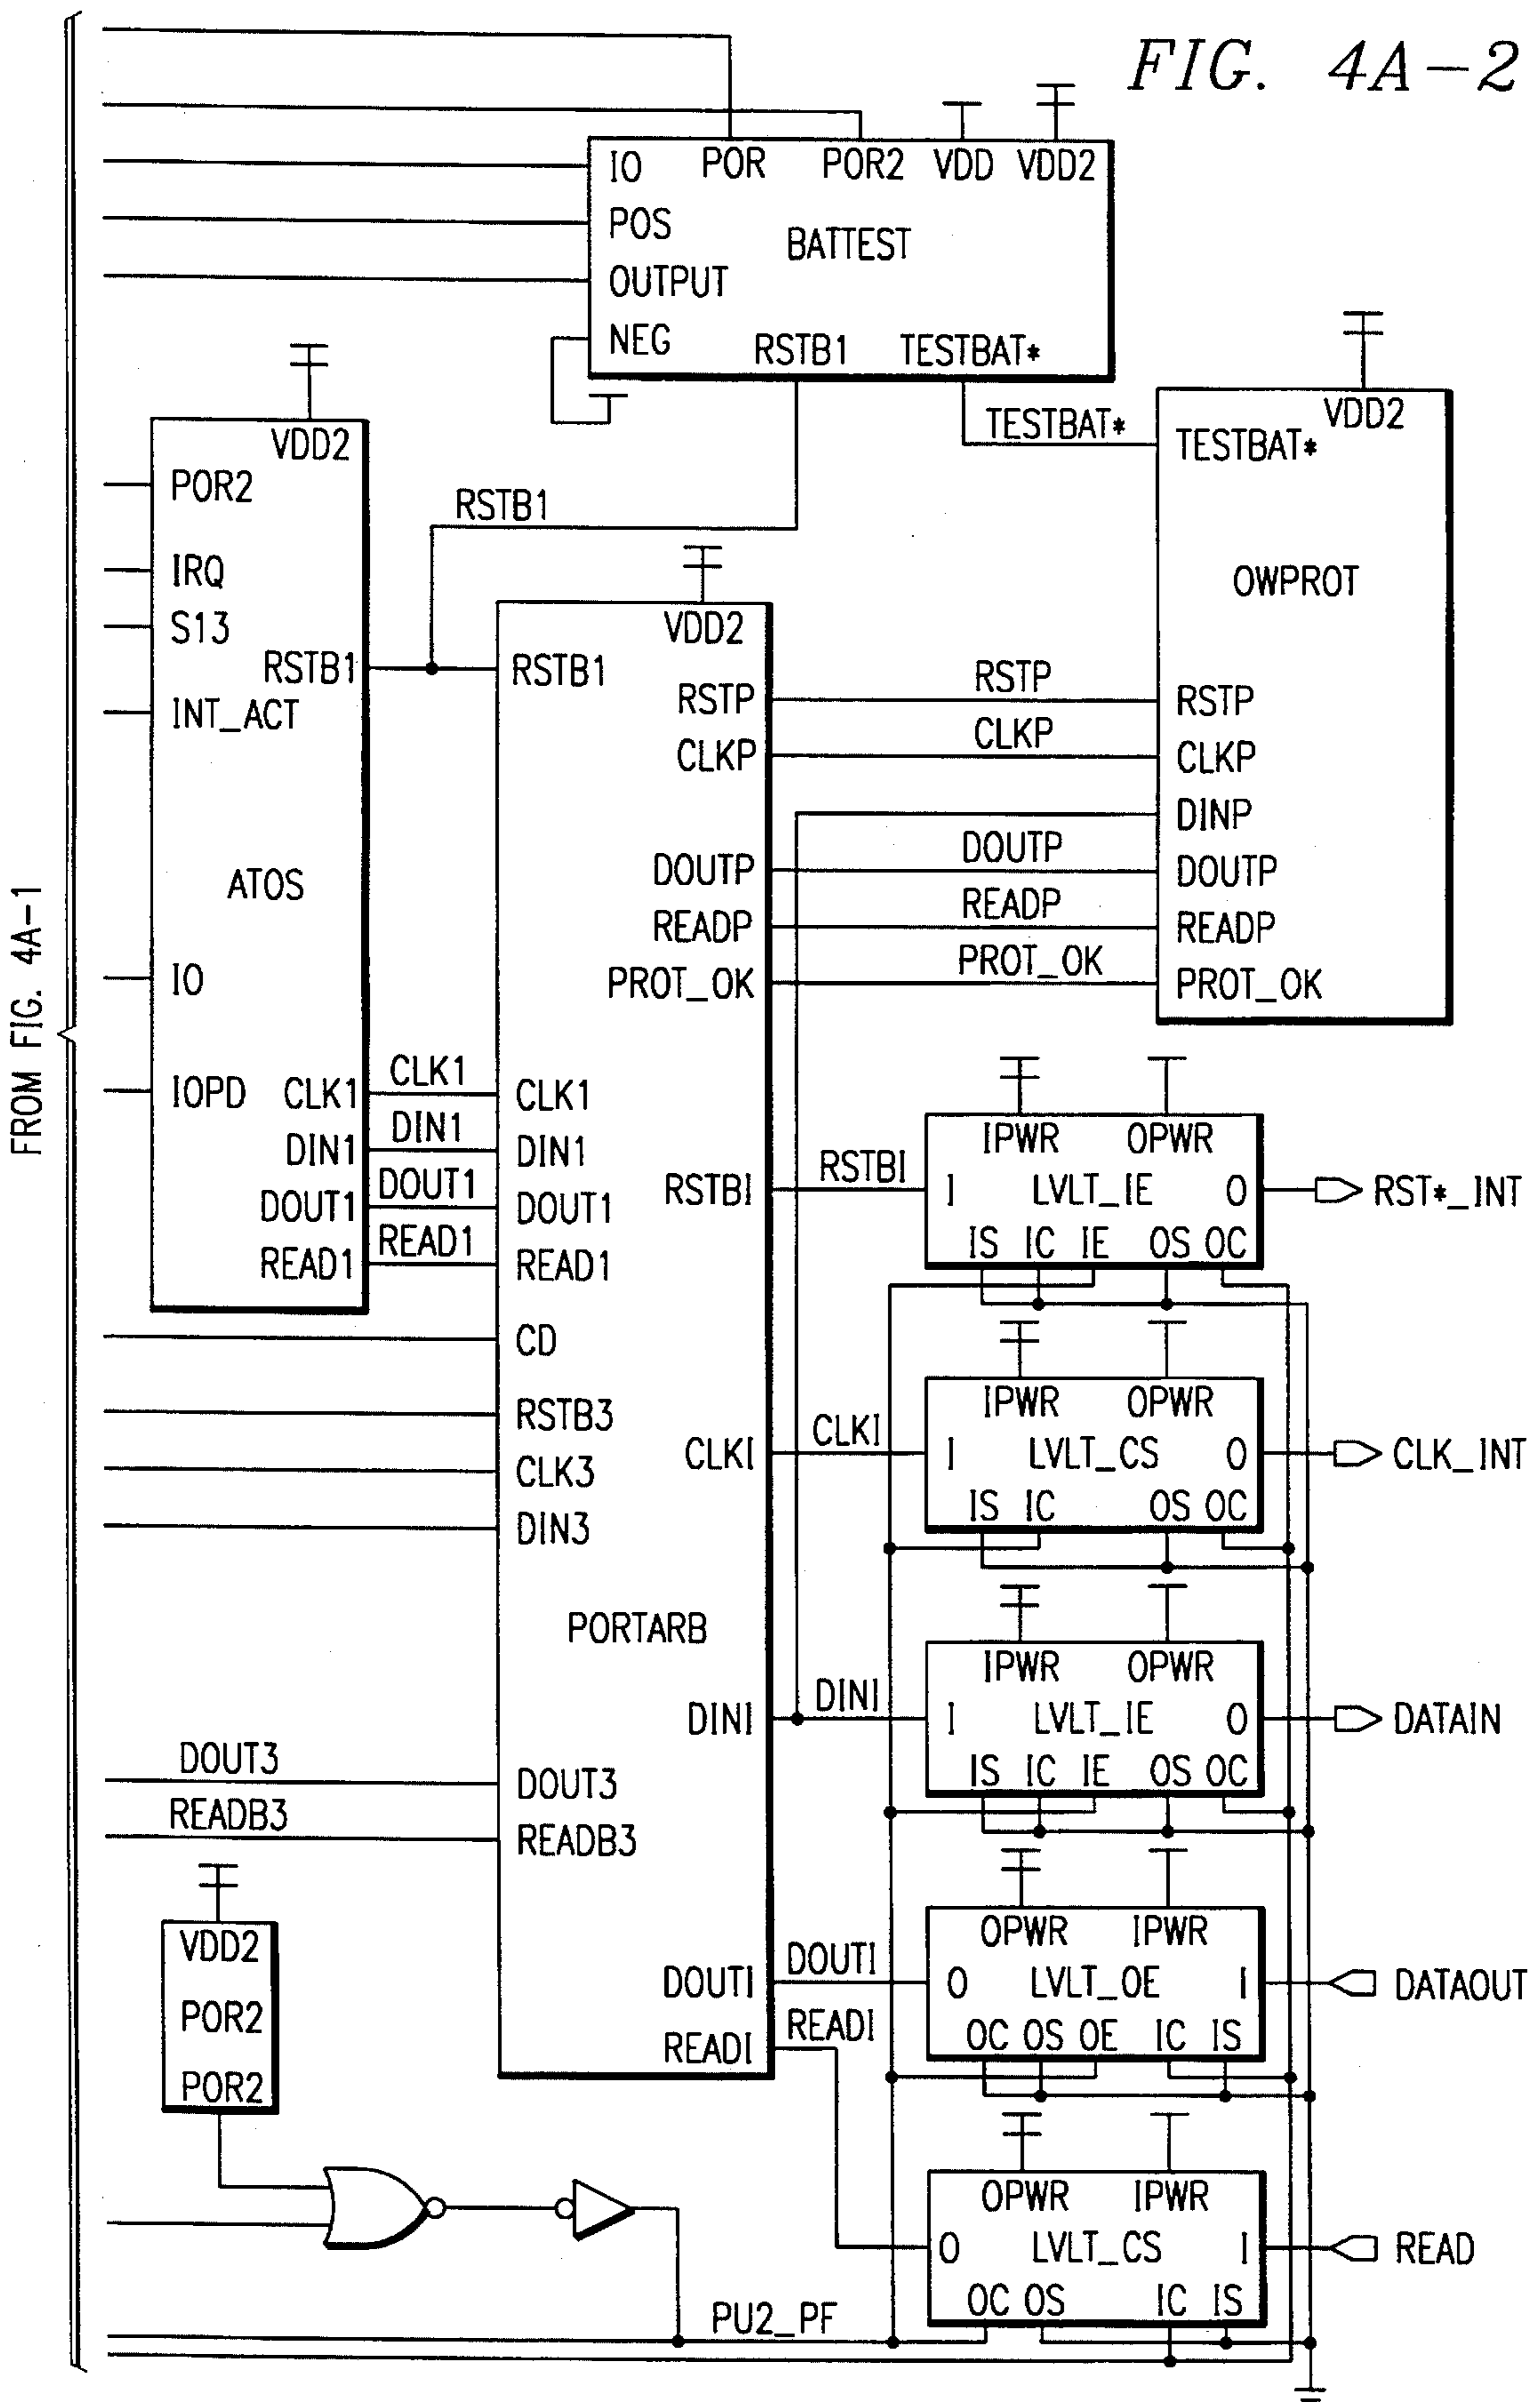 FIG. 4A-2
FROM FIG. 4A-1
IO POR POR2 VDD VDD2
POS
BATTEST
OUTPUT
NEG
RSTB1 TESTBAT*
TESTBAT*
VDD2
TESTBAT*
OWPROT
RSTP
CLKP
DINP
DOUTP
READP
PROT_OK
VDD2
POR2
IRQ
S13
RSTB1
INT_ACT
ATOS
IO
IOPD
CLK1
DIN1
DOUT1
READ1
RSTB1
CLK1
DIN1
DOUT1
READ1
VDD2
RSTB1
RSTP
CLKP
DOUTP
READP
PROT_OK
CLK1
DIN1
DOUT1
READ1
RSTBI
CD
RSTB3
CLK3
CLKI
DIN3
PORTARB
DINI
DOUT3
READB3
DOUTI
READI
RSTP
CLKP
DOUTP
READP
PROT_OK
RSTBI
IPWR OPWR
I LVLT_IE O
IS IC IE OS OC
RST*_INT
CLKI
IPWR OPWR
I LVLT_CS O
IS IC OS OC
CLK_INT
DINI
IPWR OPWR
I LVLT_IE O
IS IC IE OS OC
DATAIN
DOUT3
READB3
VDD2
POR2
POR2
DOUTI
OPWR IPWR
O LVLT_OE I
OC OS OE IC IS
DATAOUT
READI
OPWR IPWR
O LVLT_CS I
OC OS IC IS
READ
PU2_PF